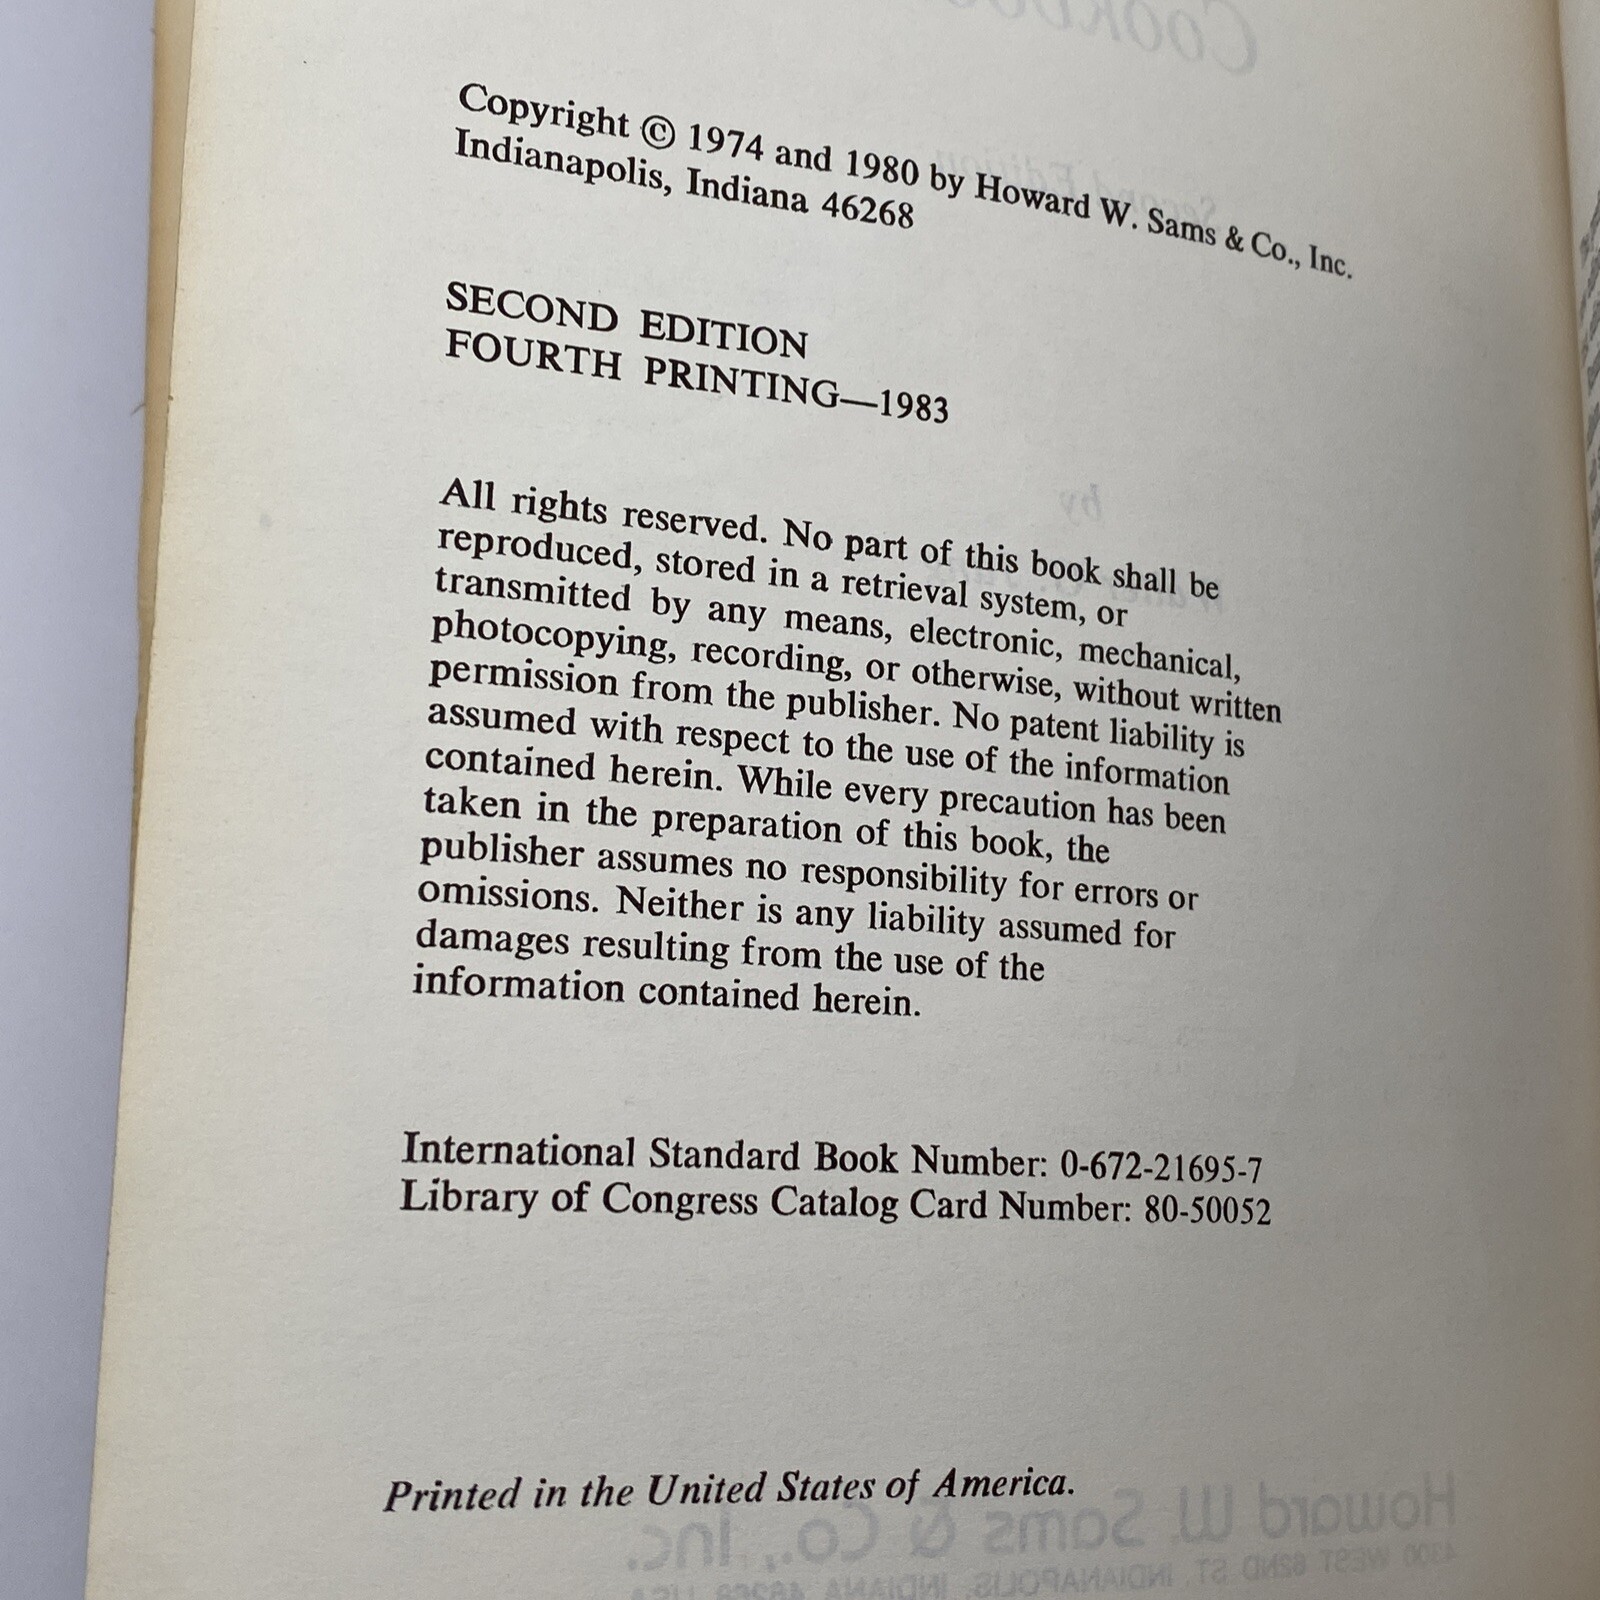 Copyright © 1974 and 1980 by Howard W. Sams & Co., Inc.
Indianapolis, Indiana 46268
SECOND EDITION
FOURTH PRINTING—1983
All rights reserved. No part of this book shall be
reproduced, stored in a retrieval system, or
transmitted by any means, electronic, mechanical,
photocopying, recording, or otherwise, without written
permission from the publisher. No patent liability is
assumed with respect to the use of the information
contained herein. While every precaution has been
taken in the preparation of this book, the
publisher assumes no responsibility for errors or
omissions. Neither is any liability assumed for
damages resulting from the use of the
information contained herein.
International Standard Book Number: 0-672-21695-7
Library of Congress Catalog Card Number: 80-50052
Printed in the United States of America.